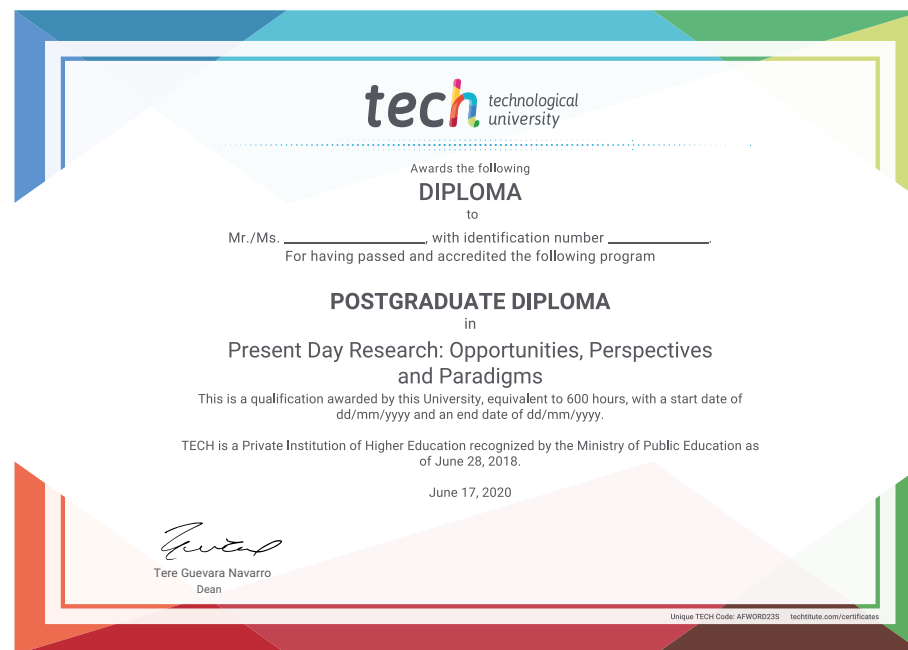 tech technological
university
Awards the following
DIPLOMA
to
Mr./Ms. ____________________, with identification number ______________.
For having passed and accredited the following program
POSTGRADUATE DIPLOMA
in
Present Day Research: Opportunities, Perspectives
and Paradigms
This is a qualification awarded by this University, equivalent to 600 hours, with a start date of
dd/mm/yyyy and an end date of dd/mm/yyyy.
TECH is a Private Institution of Higher Education recognized by the Ministry of Public Education as
of June 28, 2018.
June 17, 2020
Tere Guevara Navarro
Dean
Unique TECH Code: AFWORD23S techtitute.com/certificates